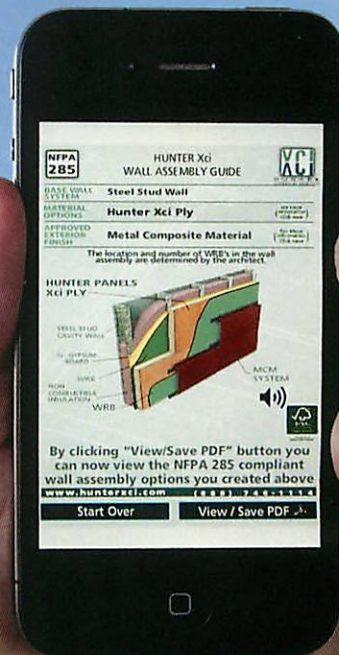 NFPA
285
HUNTER Xci
WALL ASSEMBLY GUIDE
XCI
BASE WALL
SYSTEM
Steel Stud Wall
MATERIAL
OPTIONS
Hunter Xci Ply
APPROVED
EXTERIOR
FINISH
Metal Composite Material
The location and number of WRB's in the wall
assembly are determined by the architect.
HUNTER PANELS
Xci PLY
STEEL STUD
CAVITY WALL
GYPSUM
BOARD
WRB
NON
COMBUSTIBLE
INSULATION
WRB
MCM
SYSTEM
By clicking "View/Save PDF" button you
can now view the NFPA 285 compliant
wall assembly options you created above
www.hunterxci.com (888) 746-1114
Start Over
View / Save PDF